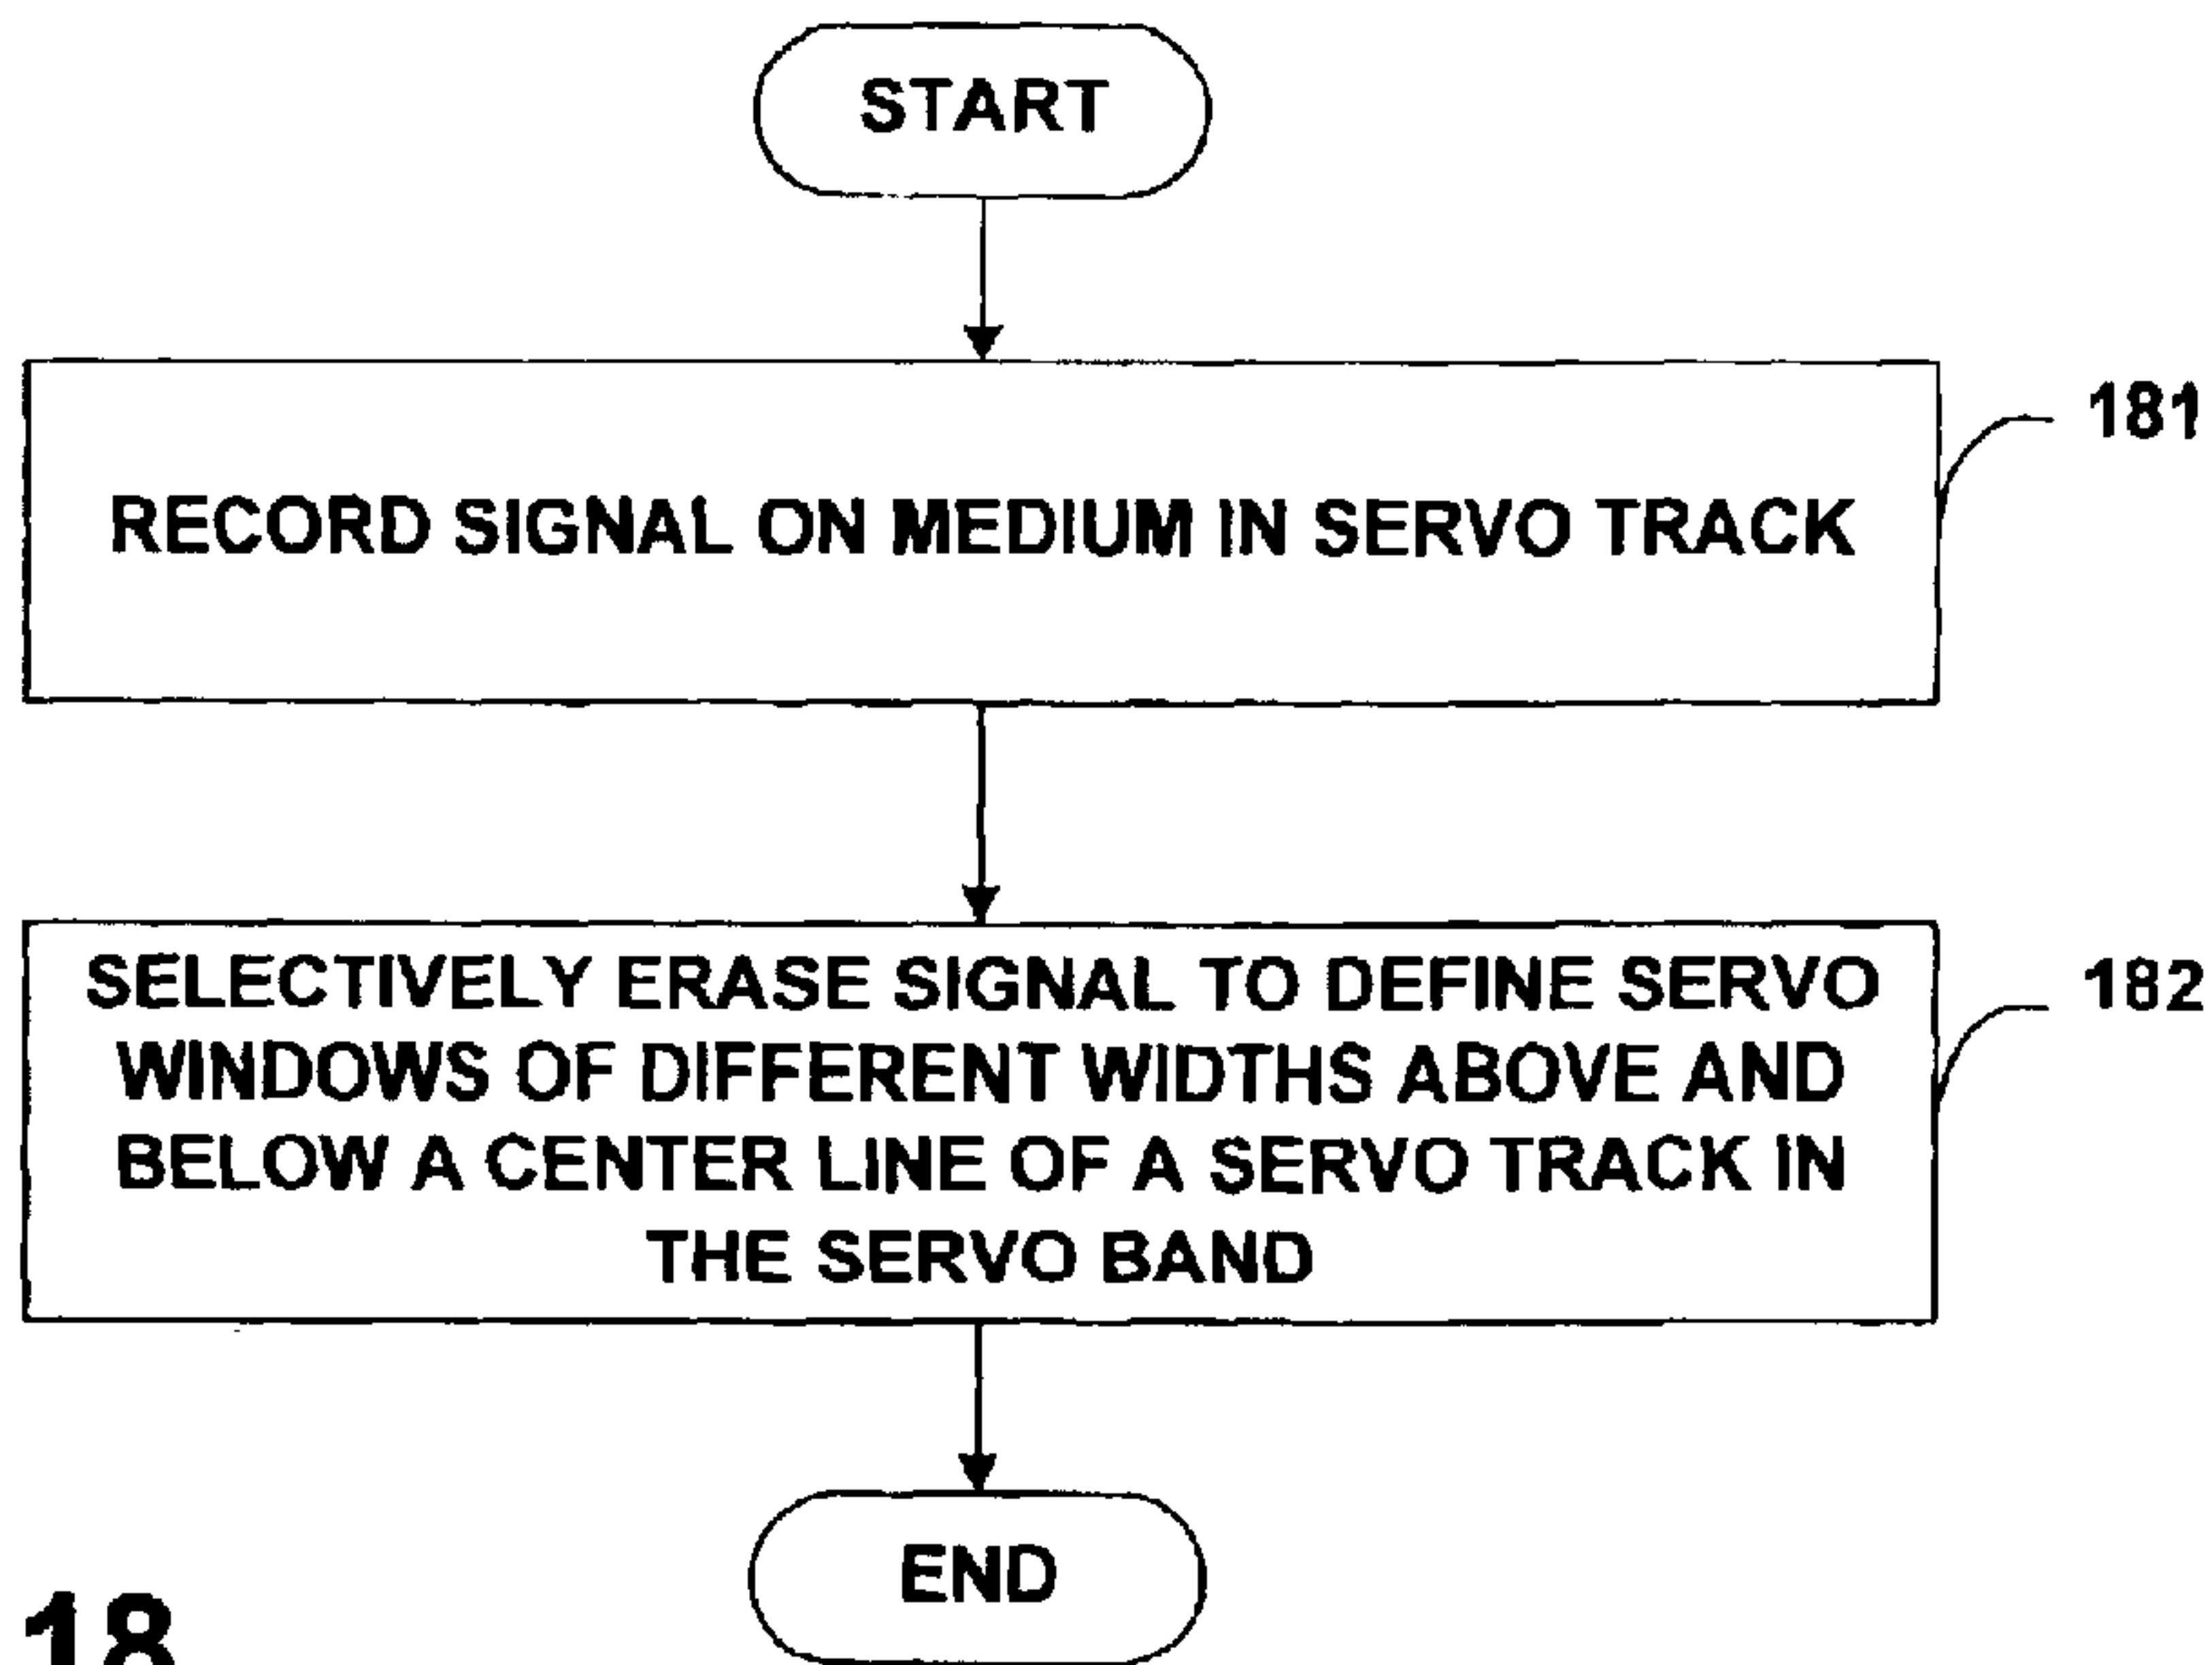 START
181
RECORD SIGNAL ON MEDIUM IN SERVO TRACK
SELECTIVELY ERASE SIGNAL TO DEFINE SERVO
182
WINDOWS OF DIFFERENT WIDTHS ABOVE AND
BELOW A CENTER LINE OF A SERVO TRACK IN
THE SERVO BAND
END
18